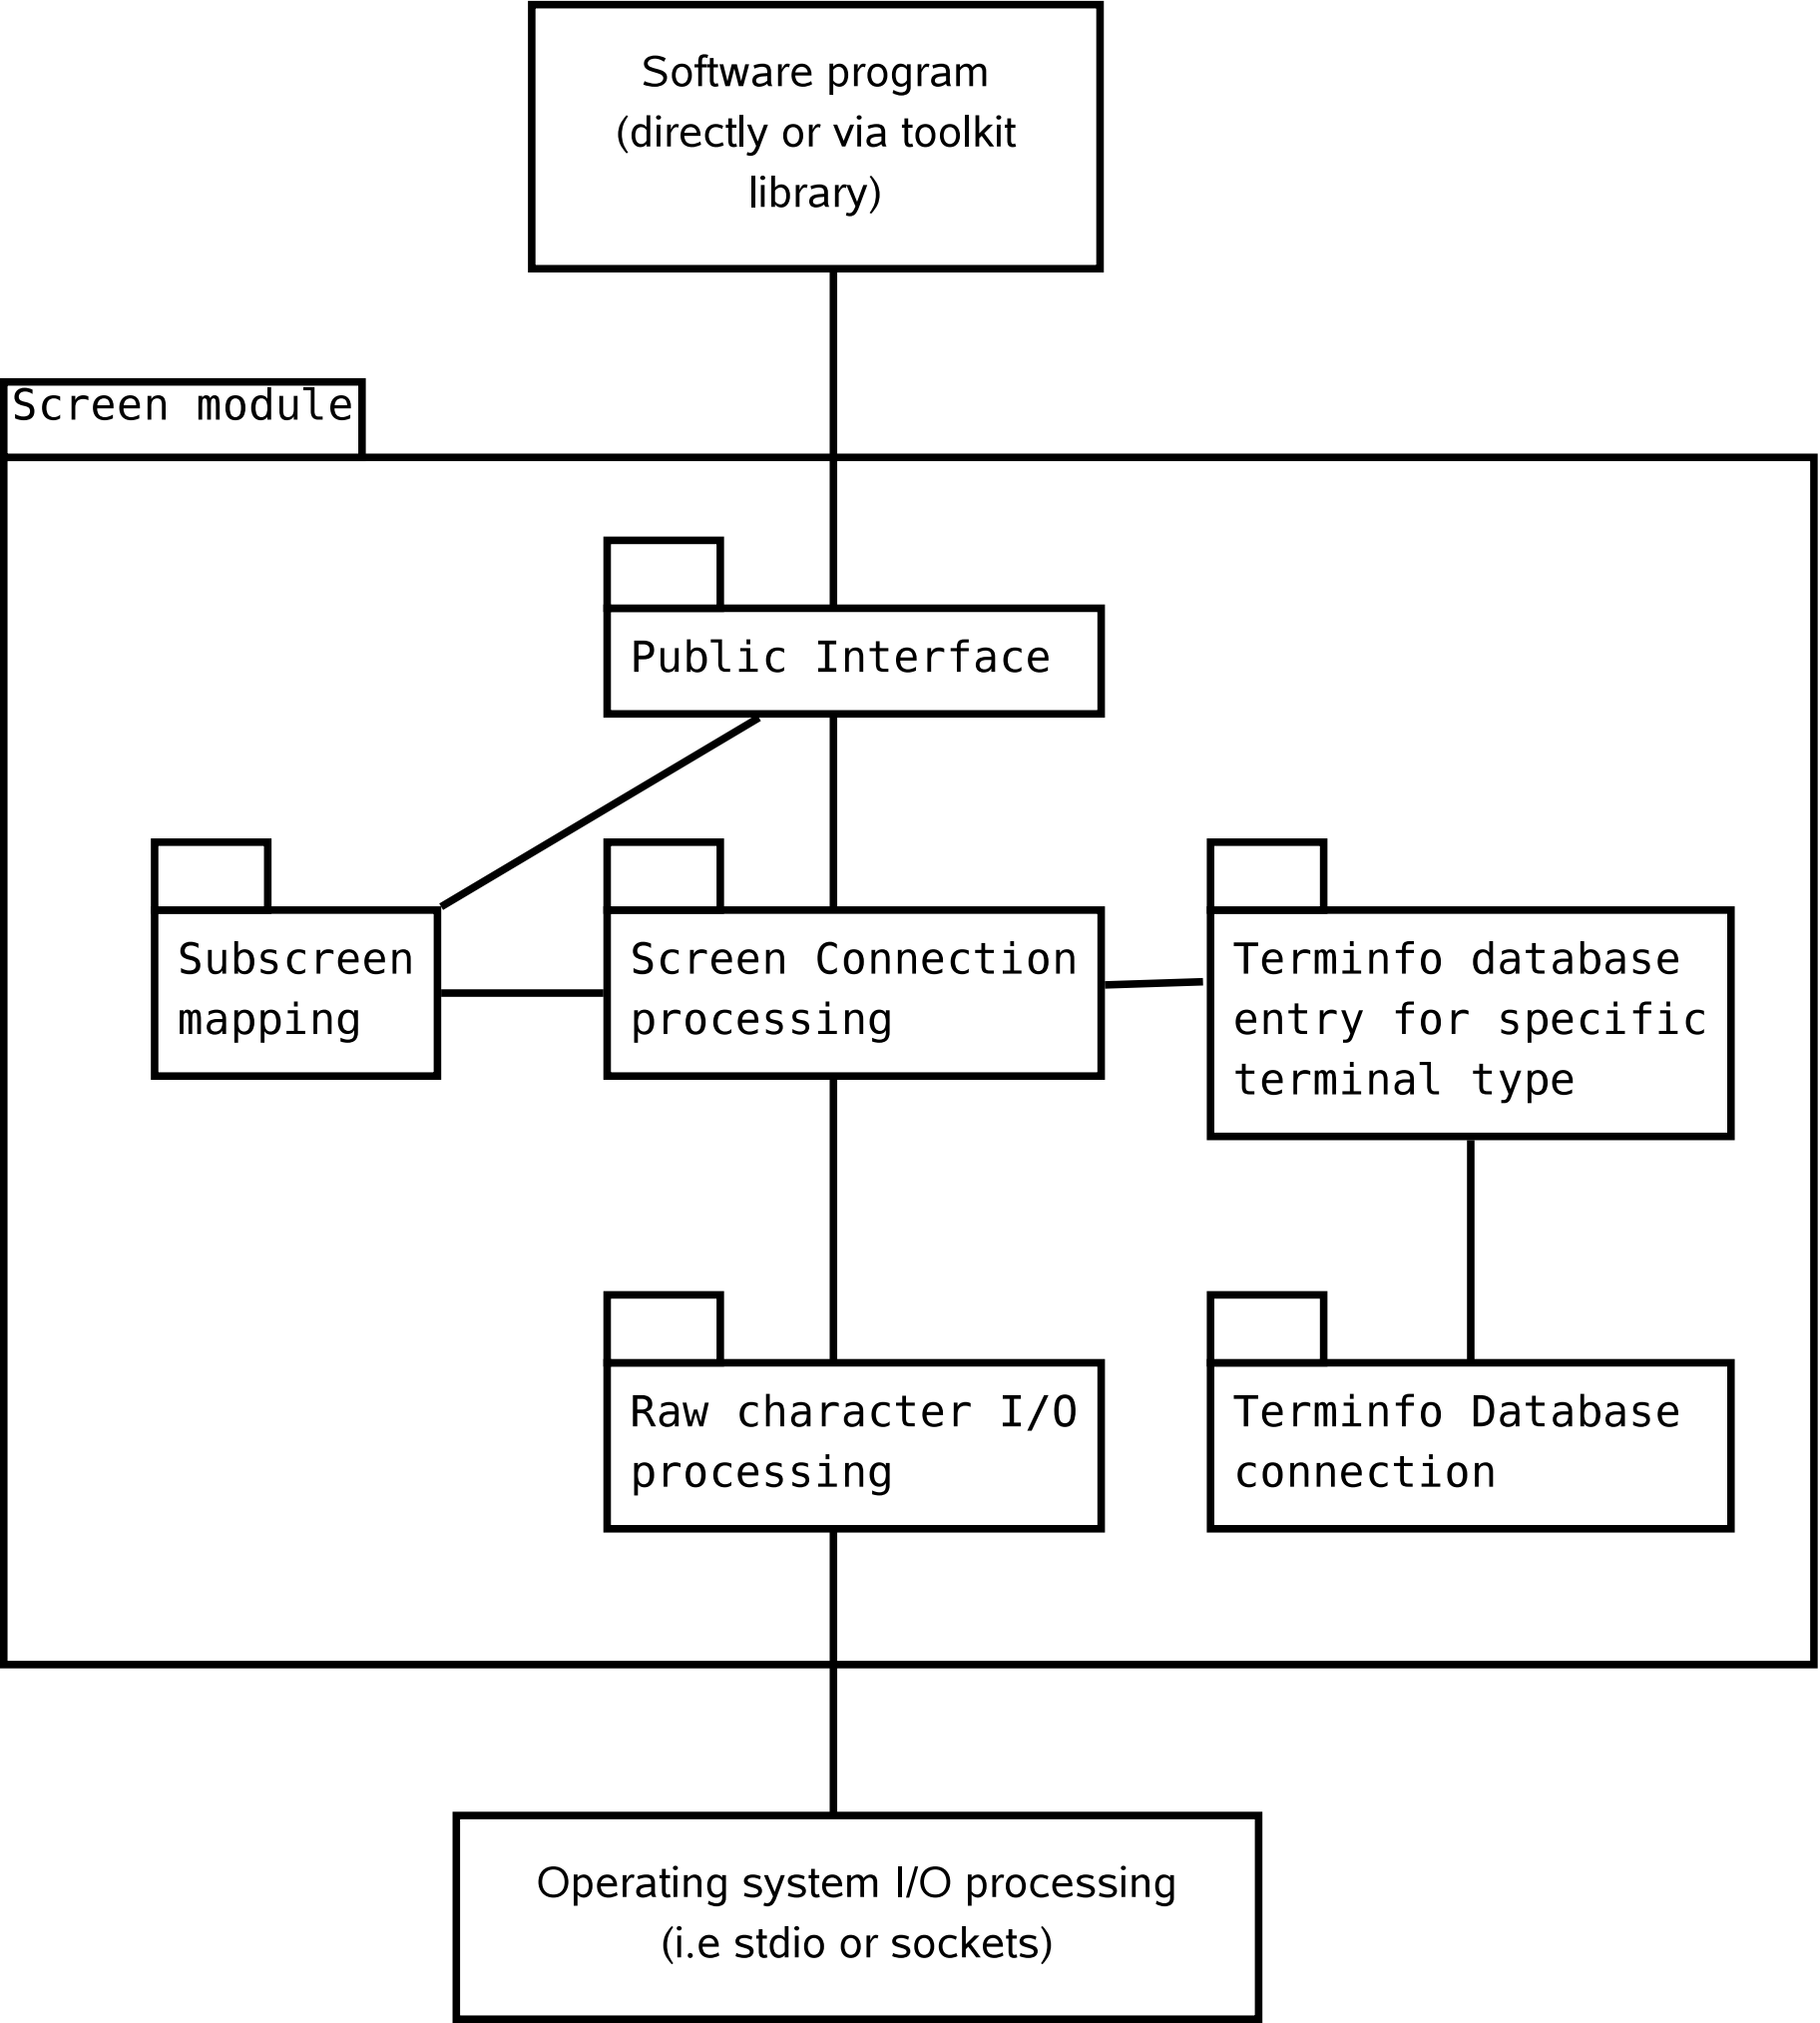 Software program
(directly or via toolkit
library)
Screen module
Public Interface
Subscreen
mapping
Screen Connection
processing
Terminfo database
entry for specific
terminal type
Raw character I/O
processing
Terminfo Database
connection
Operating system I/O processing
(i.e stdio or sockets)